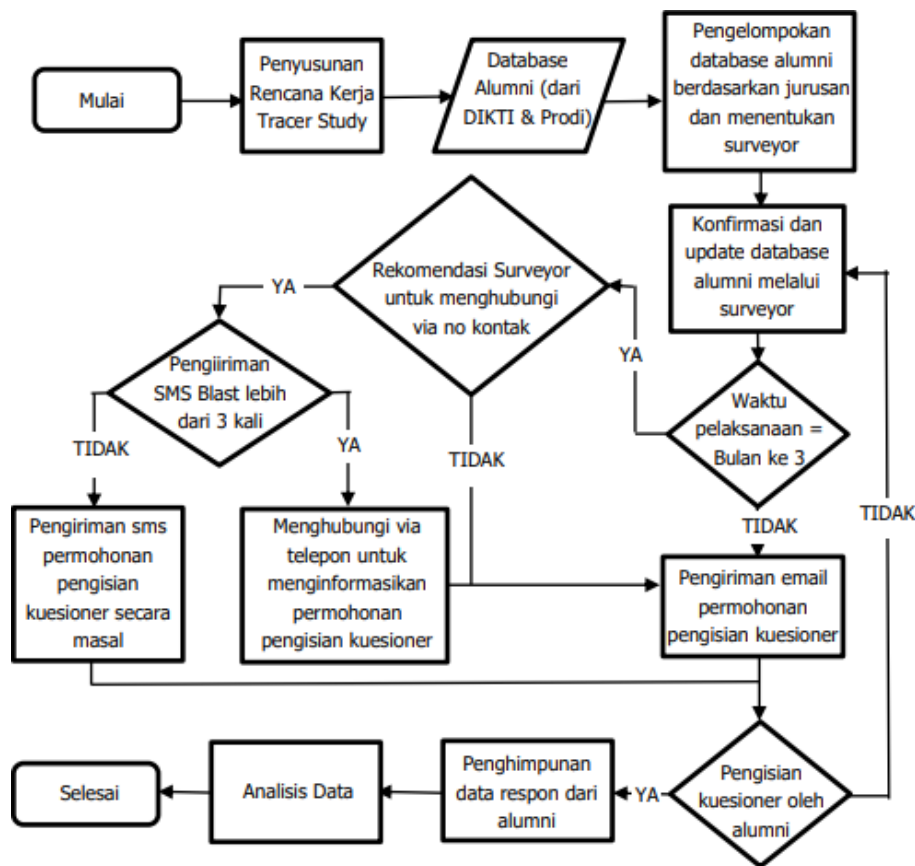 Mulai
Penyusunan
Rencana Kerja
Tracer Study
Database
Alumni (dari
DIKTI & Prodi)
Pengelompokan
database alumni
berdasarkan jurusan
dan menentukan
surveyor
Konfirmasi dan
update database
alumni melalui
surveyor
Waktu
pelaksanaan =
Bulan ke 3
YA
TIDAK
Rekomendasi Surveyor
untuk menghubungi
via no kontak
YA
TIDAK
Pengiiriman
SMS Blast lebih
dari 3 kali
TIDAK
YA
Pengiriman sms
permohonan
pengisian
kuesioner secara
masal
Menghubungi via
telepon untuk
menginformasikan
permohonan
pengisian kuesioner
Pengiriman email
permohonan
pengisian kuesioner
TIDAK
Pengisian
kuesioner oleh
alumni
YA
Penghimpunan
data respon dari
alumni
Analisis Data
Selesai